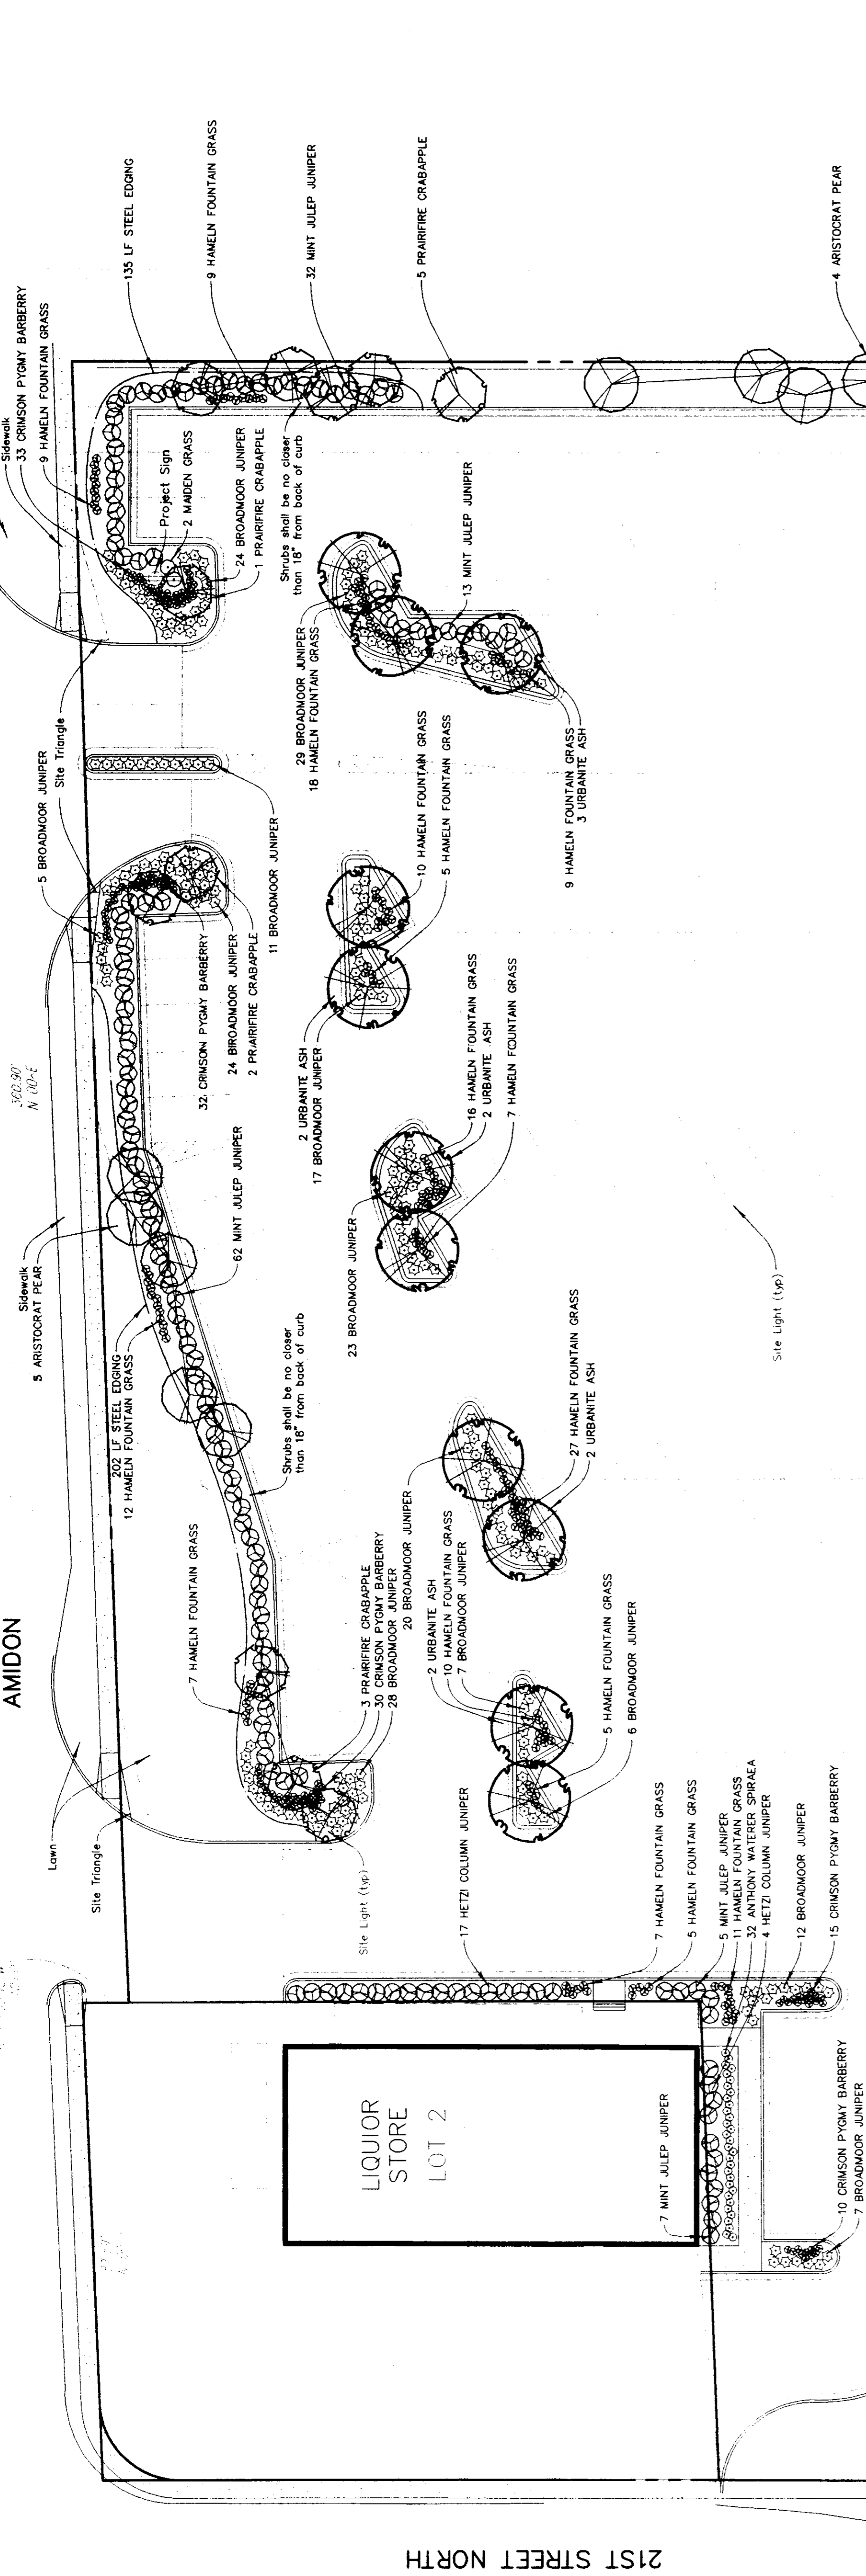 Sidewalk
33 CRIMSON PYGMY BARBERRY
9 HAMELN FOUNTAIN GRASS
135 LF STEEL EDGING
9 HAMELN FOUNTAIN GRASS
32 MINT JULEP JUNIPER
5 PRAIRIFIRE CRABAPPLE
4 ARISTOCRAT PEAR
Project Sign
2 MAIDEN GRASS
24 BROADMOOR JUNIPER
1 PRAIRIFIRE CRABAPPLE
Shrubs shall be no closer
than 18" from back of curb
13 MINT JULEP JUNIPER
Site Triangle
5 BROADMOOR JUNIPER
29 BROADMOOR JUNIPER
18 HAMELN FOUNTAIN GRASS
9 HAMELN FOUNTAIN GRASS
3 URBANITE ASH
10 HAMELN FOUNTAIN GRASS
5 HAMELN FOUNTAIN GRASS
11 BROADMOOR JUNIPER
32 CRIMSON PYGMY BARBERRY
24 BIROADMOOR JUNIPER
2 PRAIRIFIRE CRABAPPLE
2 URBANITE ASH
17 BROADMOOR JUNIPER
16 HAMELN FOUNTAIN GRASS
2 URBANITE ASH
7 HAMELN FOUNTAIN GRASS
560.90'
N 00°E
Sidewalk
5 ARISTOCRAT PEAR
62 MINT JULEP JUNIPER
23 BROADMOOR JUNIPER
Site Light (typ)
202 LF STEEL EDGING
12 HAMELN FOUNTAIN GRASS
Shrubs shall be no closer
than 18" from back of curb
27 HAMELN FOUNTAIN GRASS
2 URBANITE ASH
AMIDON
7 HAMELN FOUNTAIN GRASS
3 PRAIRIFIRE CRABAPPLE
30 CRIMSON PYGMY BARBERRY
28 BROADMOOR JUNIPER
20 BROADMOOR JUNIPER
2 URBANITE ASH
10 HAMELN FOUNTAIN GRASS
7 BROADMOOR JUNIPER
5 HAMELN FOUNTAIN GRASS
6 BROADMOOR JUNIPER
Lawn
Site Triangle
Site Light (typ)
17 HETZI COLUMN JUNIPER
7 HAMELN FOUNTAIN GRASS
5 HAMELN FOUNTAIN GRASS
5 MINT JULEP JUNIPER
11 HAMELN FOUNTAIN GRASS
32 ANTHONY WATERER SPIRAEA
4 HETZI COLUMN JUNIPER
12 BROADMOOR JUNIPER
15 CRIMSON PYGMY BARBERRY
LIQUIOR
STORE
LOT 2
7 MINT JULEP JUNIPER
10 CRIMSON PYGMY BARBERRY
7 BROADMOOR JUNIPER
21ST STREET NORTH